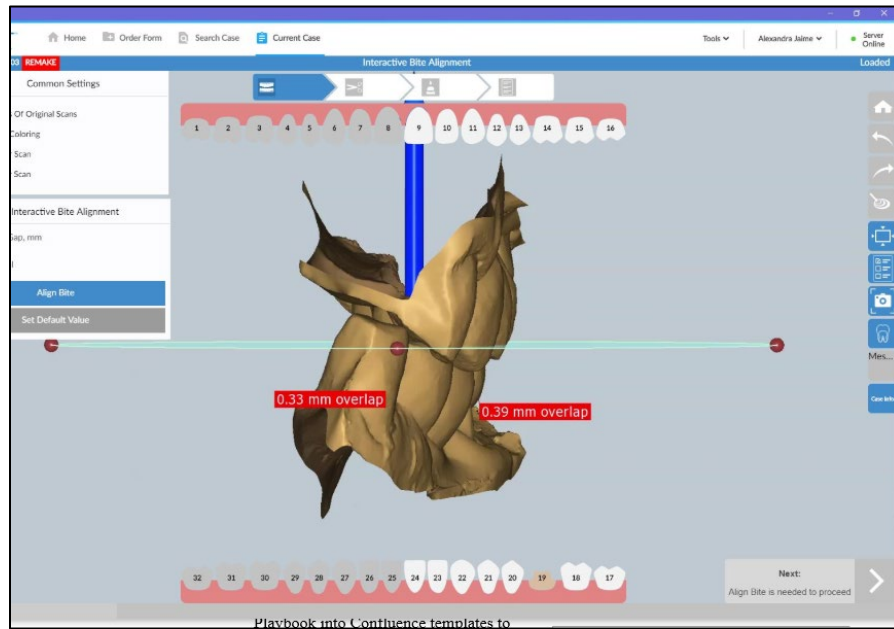 Home
Order Form
Search Case
Current Case
Tools
Alexandra Jaime
Server
Online
03 REMAKE
Interactive Bite Alignment
Loaded
Common Settings
Of Original Scans
Coloring
Scan
Scan
Interactive Bite Alignment
Gap, mm
Align Bite
Set Default Value
1 2 3 4 5 6 7 8 9 10 11 12 13 14 15 16
0.33 mm overlap
0.39 mm overlap
Mes...
Case Info
32 31 30 29 28 27 26 25 24 23 22 21 20 19 18 17
Next:
Align Bite is needed to proceed
Playbook into Confluence templates to